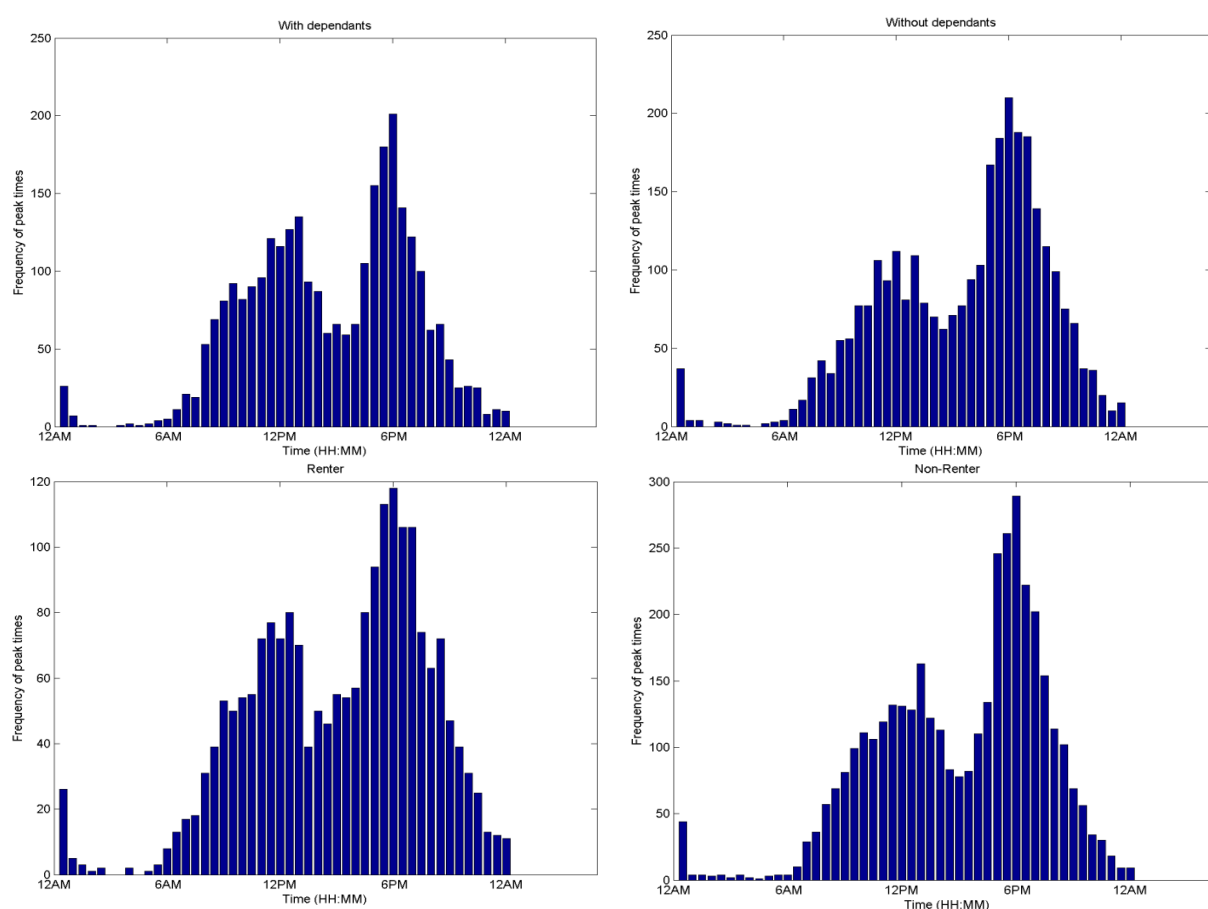 With dependants
250
200
150
100
50
0
Frequency of peak times
12AM 6AM 12PM 6PM 12AM
Time (HH:MM)
Without dependants
250
200
150
100
50
0
Frequency of peak times
12AM 6AM 12PM 6PM 12AM
Time (HH:MM)
Renter
120
100
80
60
40
20
0
Frequency of peak times
12AM 6AM 12PM 6PM 12AM
Time (HH:MM)
Non-Renter
300
250
200
150
100
50
0
Frequency of peak times
12AM 6AM 12PM 6PM 12AM
Time (HH:MM)